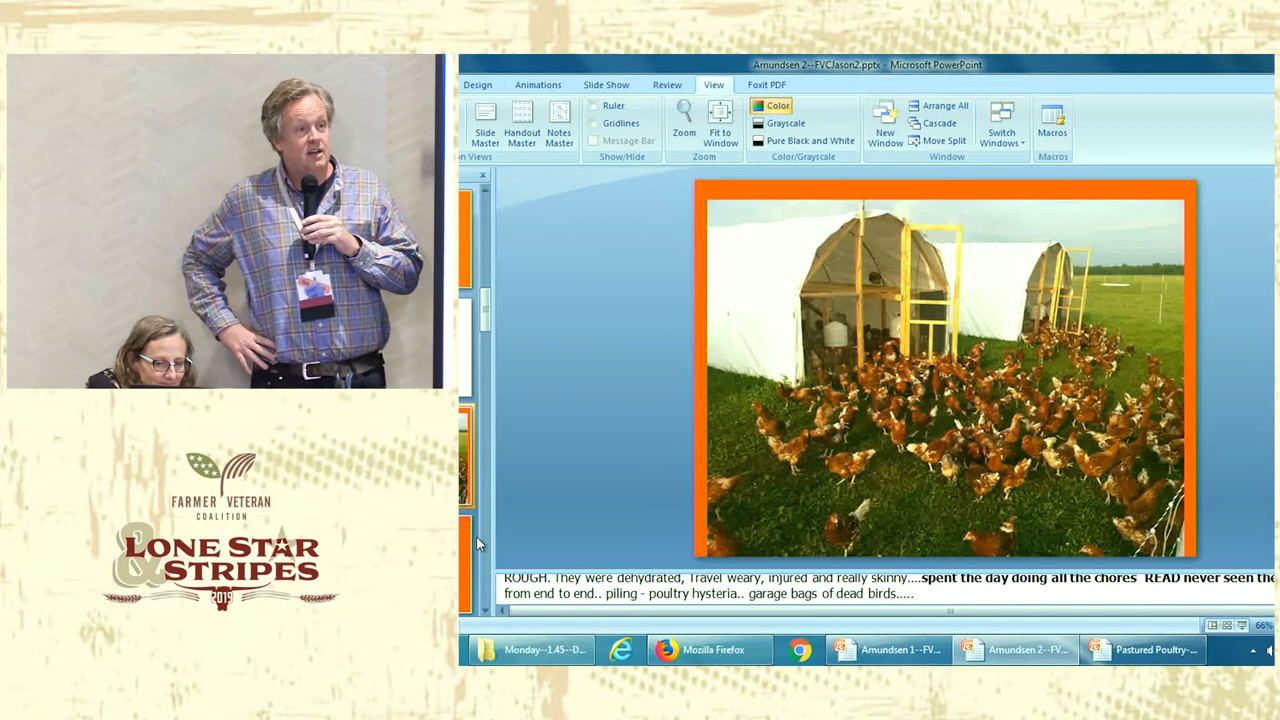 Amundsen 2--FVCJason2.pptx - Microsoft PowerPoint
Design Animations Slide Show Review View Foxit PDF
Slide Master
Handout Master
Notes Master
on Views
Ruler
Gridlines
Message Bar
Show/Hide
Zoom
Fit to Window
Zoom
Color
Grayscale
Pure Black and White
Color/Grayscale
New Window
Arrange All
Cascade
Move Split
Window
Switch Windows
Macros
Macros
ROUGH. They were dehydrated, Travel weary, injured and really skinny....spent the day doing all the chores READ never seen the
from end to end.. piling - poultry hysteria.. garage bags of dead birds.....
66%
Monday--1.45--D...
Mozilla Firefox
Amundsen 1--FV...
Amundsen 2--FV...
Pastured Poultry-...
FARMER VETERAN
COALITION
&
LONE STAR
STRIPES
2019